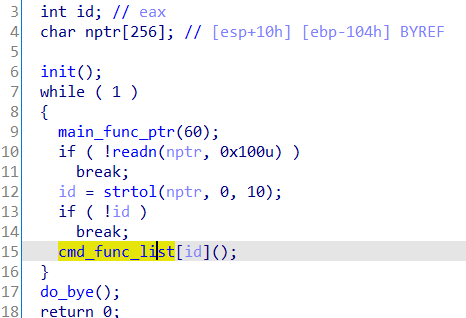 3 int id; // eax
4 char nptr[256]; // [esp+10h] [ebp-104h] BYREF
5
6 init();
7 while ( 1 )
8 {
9 main_func_ptr(60);
10 if ( !readn(nptr, 0x100u) )
11 break;
12 id = strtol(nptr, 0, 10);
13 if ( !id )
14 break;
15 cmd_func_list[id]();
16 }
17 do_bye();
18 return 0;